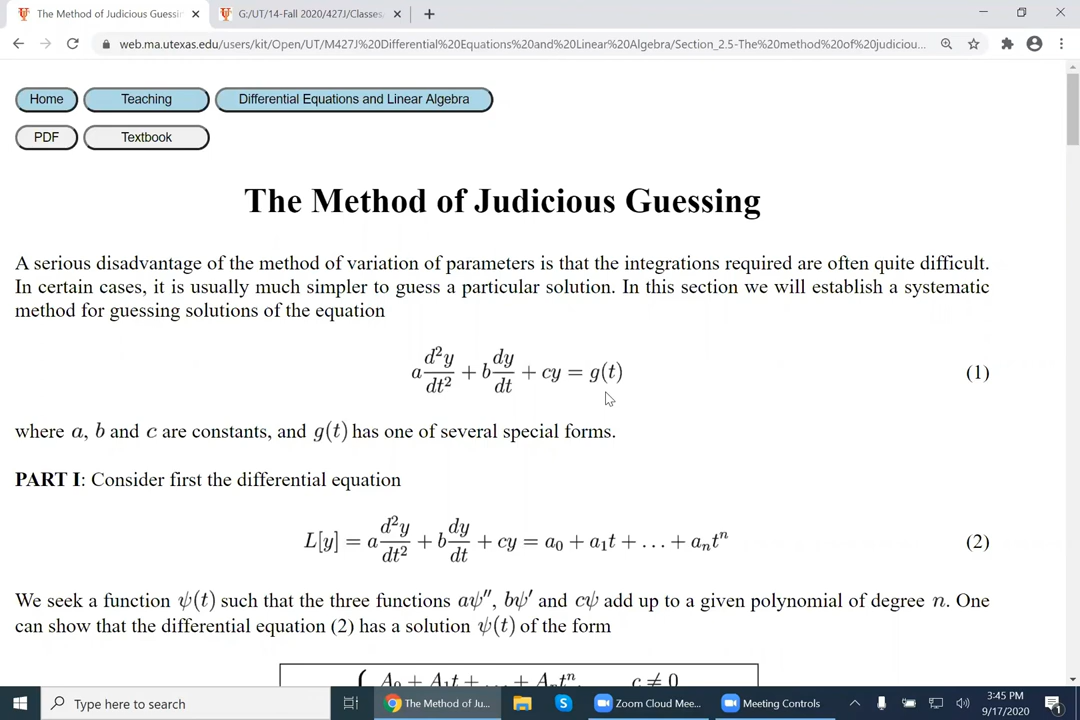 The Method of Judicious Guessin
G:/UT/14-Fall 2020/427J/Classes,
web.ma.utexas.edu/users/kit/Open/UT/M427J%20Differential%20Equations%20and%20Linear%20Algebra/Section_2.5-The%20method%20of%20judiciou...
Home Teaching Differential Equations and Linear Algebra
PDF Textbook
The Method of Judicious Guessing
A serious disadvantage of the method of variation of parameters is that the integrations required are often quite difficult.
In certain cases, it is usually much simpler to guess a particular solution. In this section we will establish a systematic
method for guessing solutions of the equation
a d²y/dt² + b dy/dt + cy = g(t) (1)
where a, b and c are constants, and g(t) has one of several special forms.
PART I: Consider first the differential equation
L[y] = a d²y/dt² + b dy/dt + cy = a₀ + a₁t + . . . + aₙtⁿ (2)
We seek a function ψ(t) such that the three functions aψ″, bψ′ and cψ add up to a given polynomial of degree n. One
can show that the differential equation (2) has a solution ψ(t) of the form
A₀ + A₁t + . . . + Aₙtⁿ, c ≠ 0
Type here to search
The Method of Ju...
Zoom Cloud Mee...
Meeting Controls
3:45 PM
9/17/2020
1